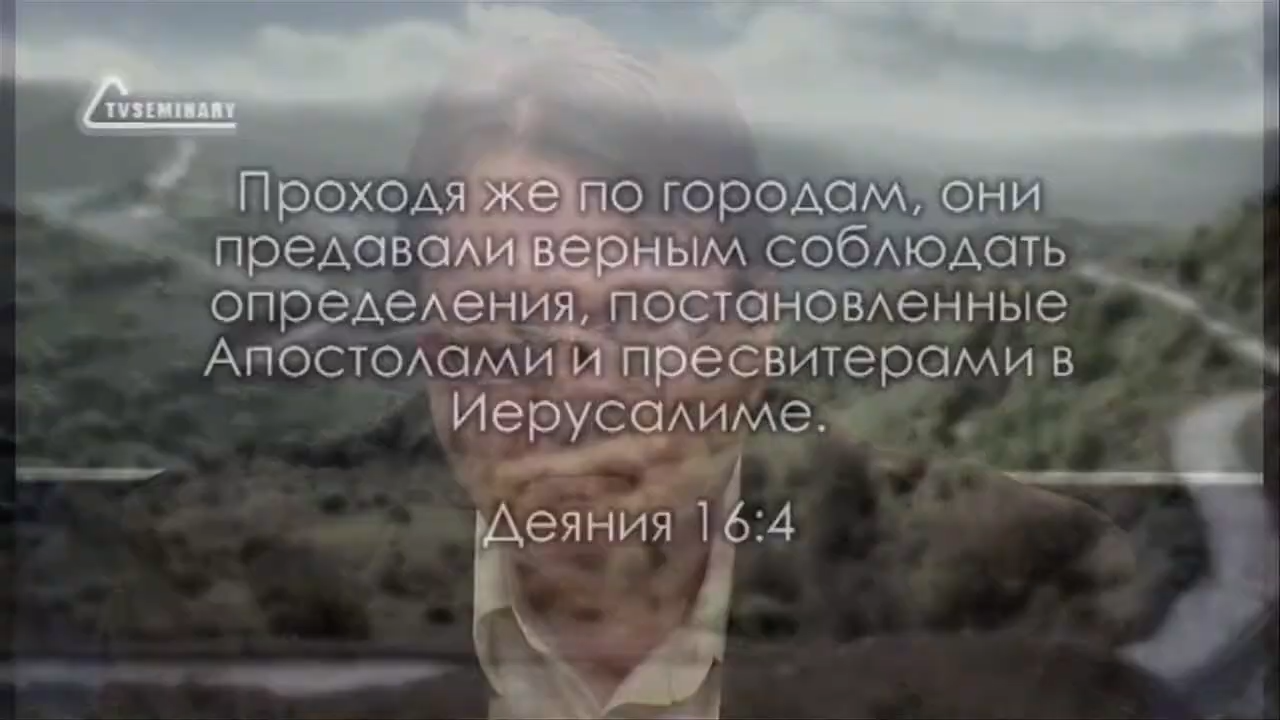 TVSEMINARY
Проходя же по городам, они
предавали верным соблюдать
определения, постановленные
Апостолами и пресвитерами в
Иерусалиме.
Деяния 16:4